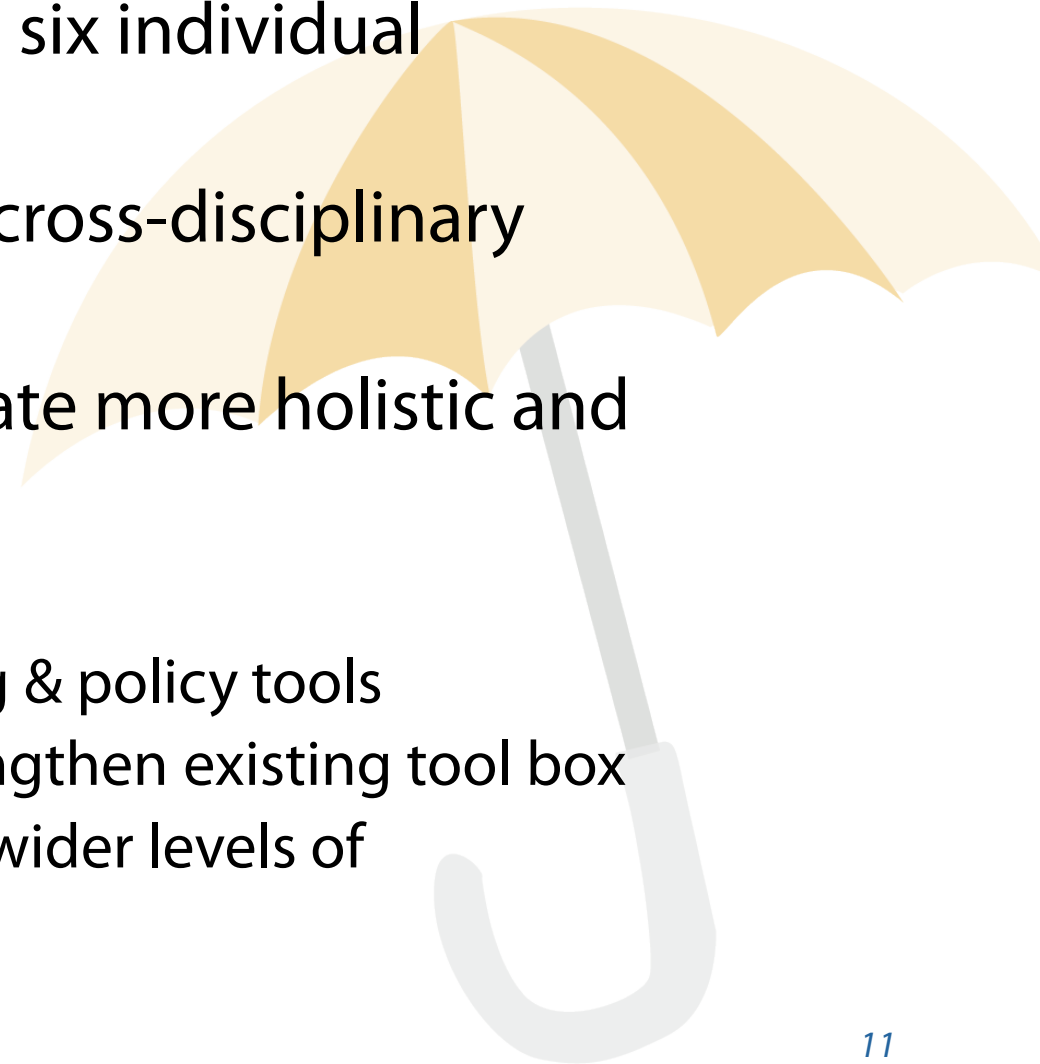 six individual
cross-disciplinary
ate more holistic and
g & policy tools
ngthen existing tool box
wider levels of
11